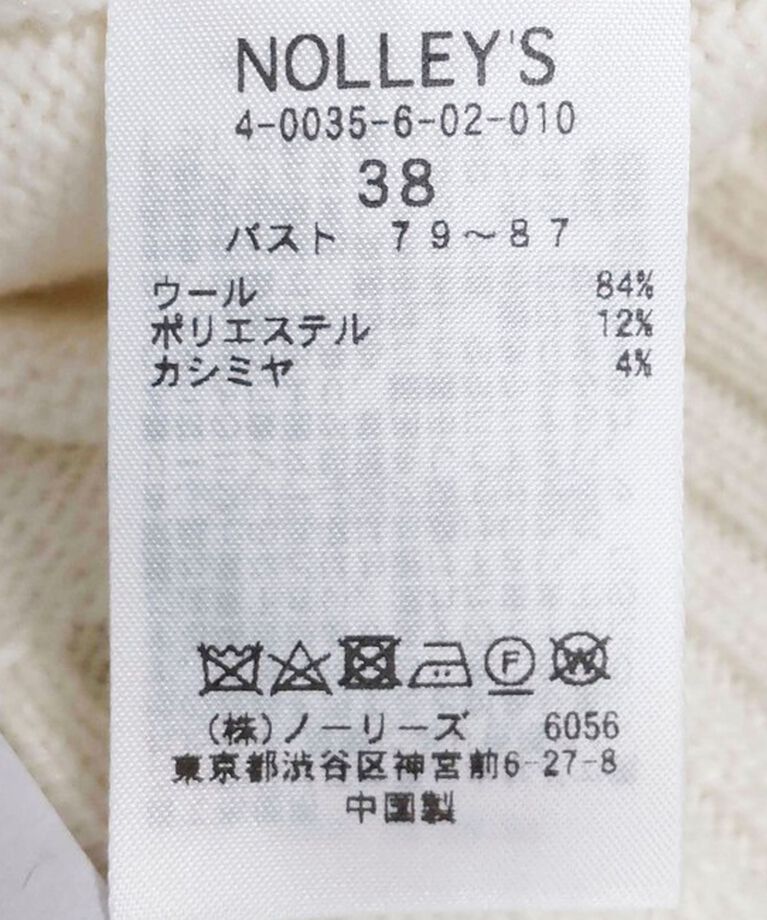 NOLLEY'S
4-0035-6-02-010
38
バスト 79～87
ウール 84%
ポリエステル 12%
カシミヤ 4%
F W
(株)ノーリーズ 6056
東京都渋谷区神宮前6-27-8
中国製